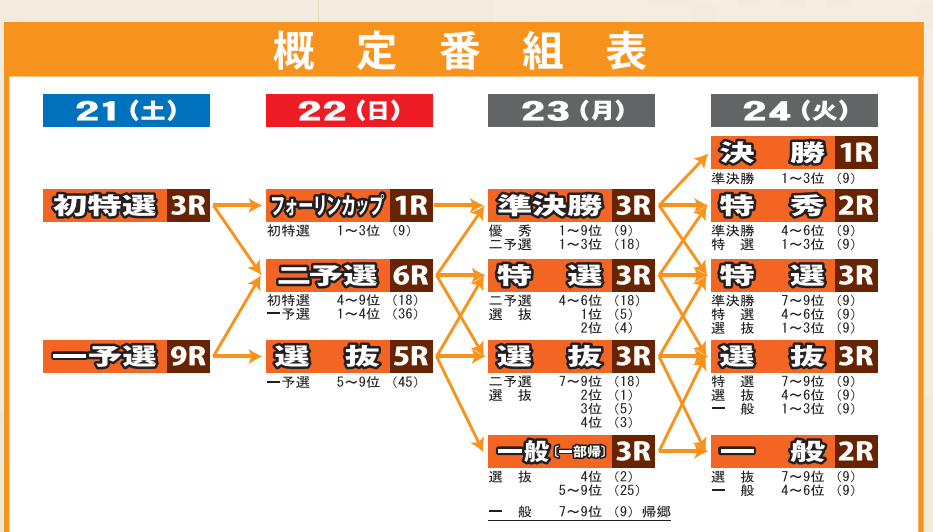 概定番組表
21(土)
初特選 3R
一予選 9R
22(日)
フォーリンカップ 1R
初特選 1~3位 (9)
二予選 6R
初特選 4~9位 (18)
一予選 1~4位 (36)
選抜 5R
一予選 5~9位 (45)
23(月)
準決勝 3R
優秀 1~9位 (9)
二予選 1~3位 (18)
特選 3R
二予選 4~6位 (18)
選抜 1位 (5)
2位 (4)
選抜 3R
二予選 7~9位 (18)
選抜 2位 (1)
3位 (5)
4位 (3)
一般〔一部帰〕 3R
選抜 4位 (2)
5~9位 (25)
一般 7~9位 (9) 帰郷
24(火)
決勝 1R
準決勝 1~3位 (9)
特秀 2R
準決勝 4~6位 (9)
特選 1~3位 (9)
特選 3R
準決勝 7~9位 (9)
特選 4~6位 (9)
選抜 1~3位 (9)
選抜 3R
特選 7~9位 (9)
選抜 4~6位 (9)
一般 1~3位 (9)
一般 2R
選抜 7~9位 (9)
一般 4~6位 (9)